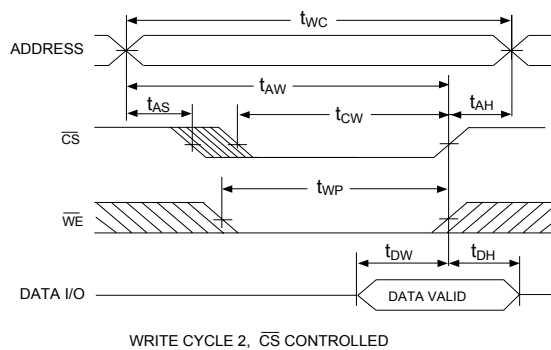 tWC
ADDRESS
tAW
tAS
tCW
tAH
CS
tWP
WE
tDW
tDH
DATA I/O
DATA VALID
WRITE CYCLE 2, CS CONTROLLED